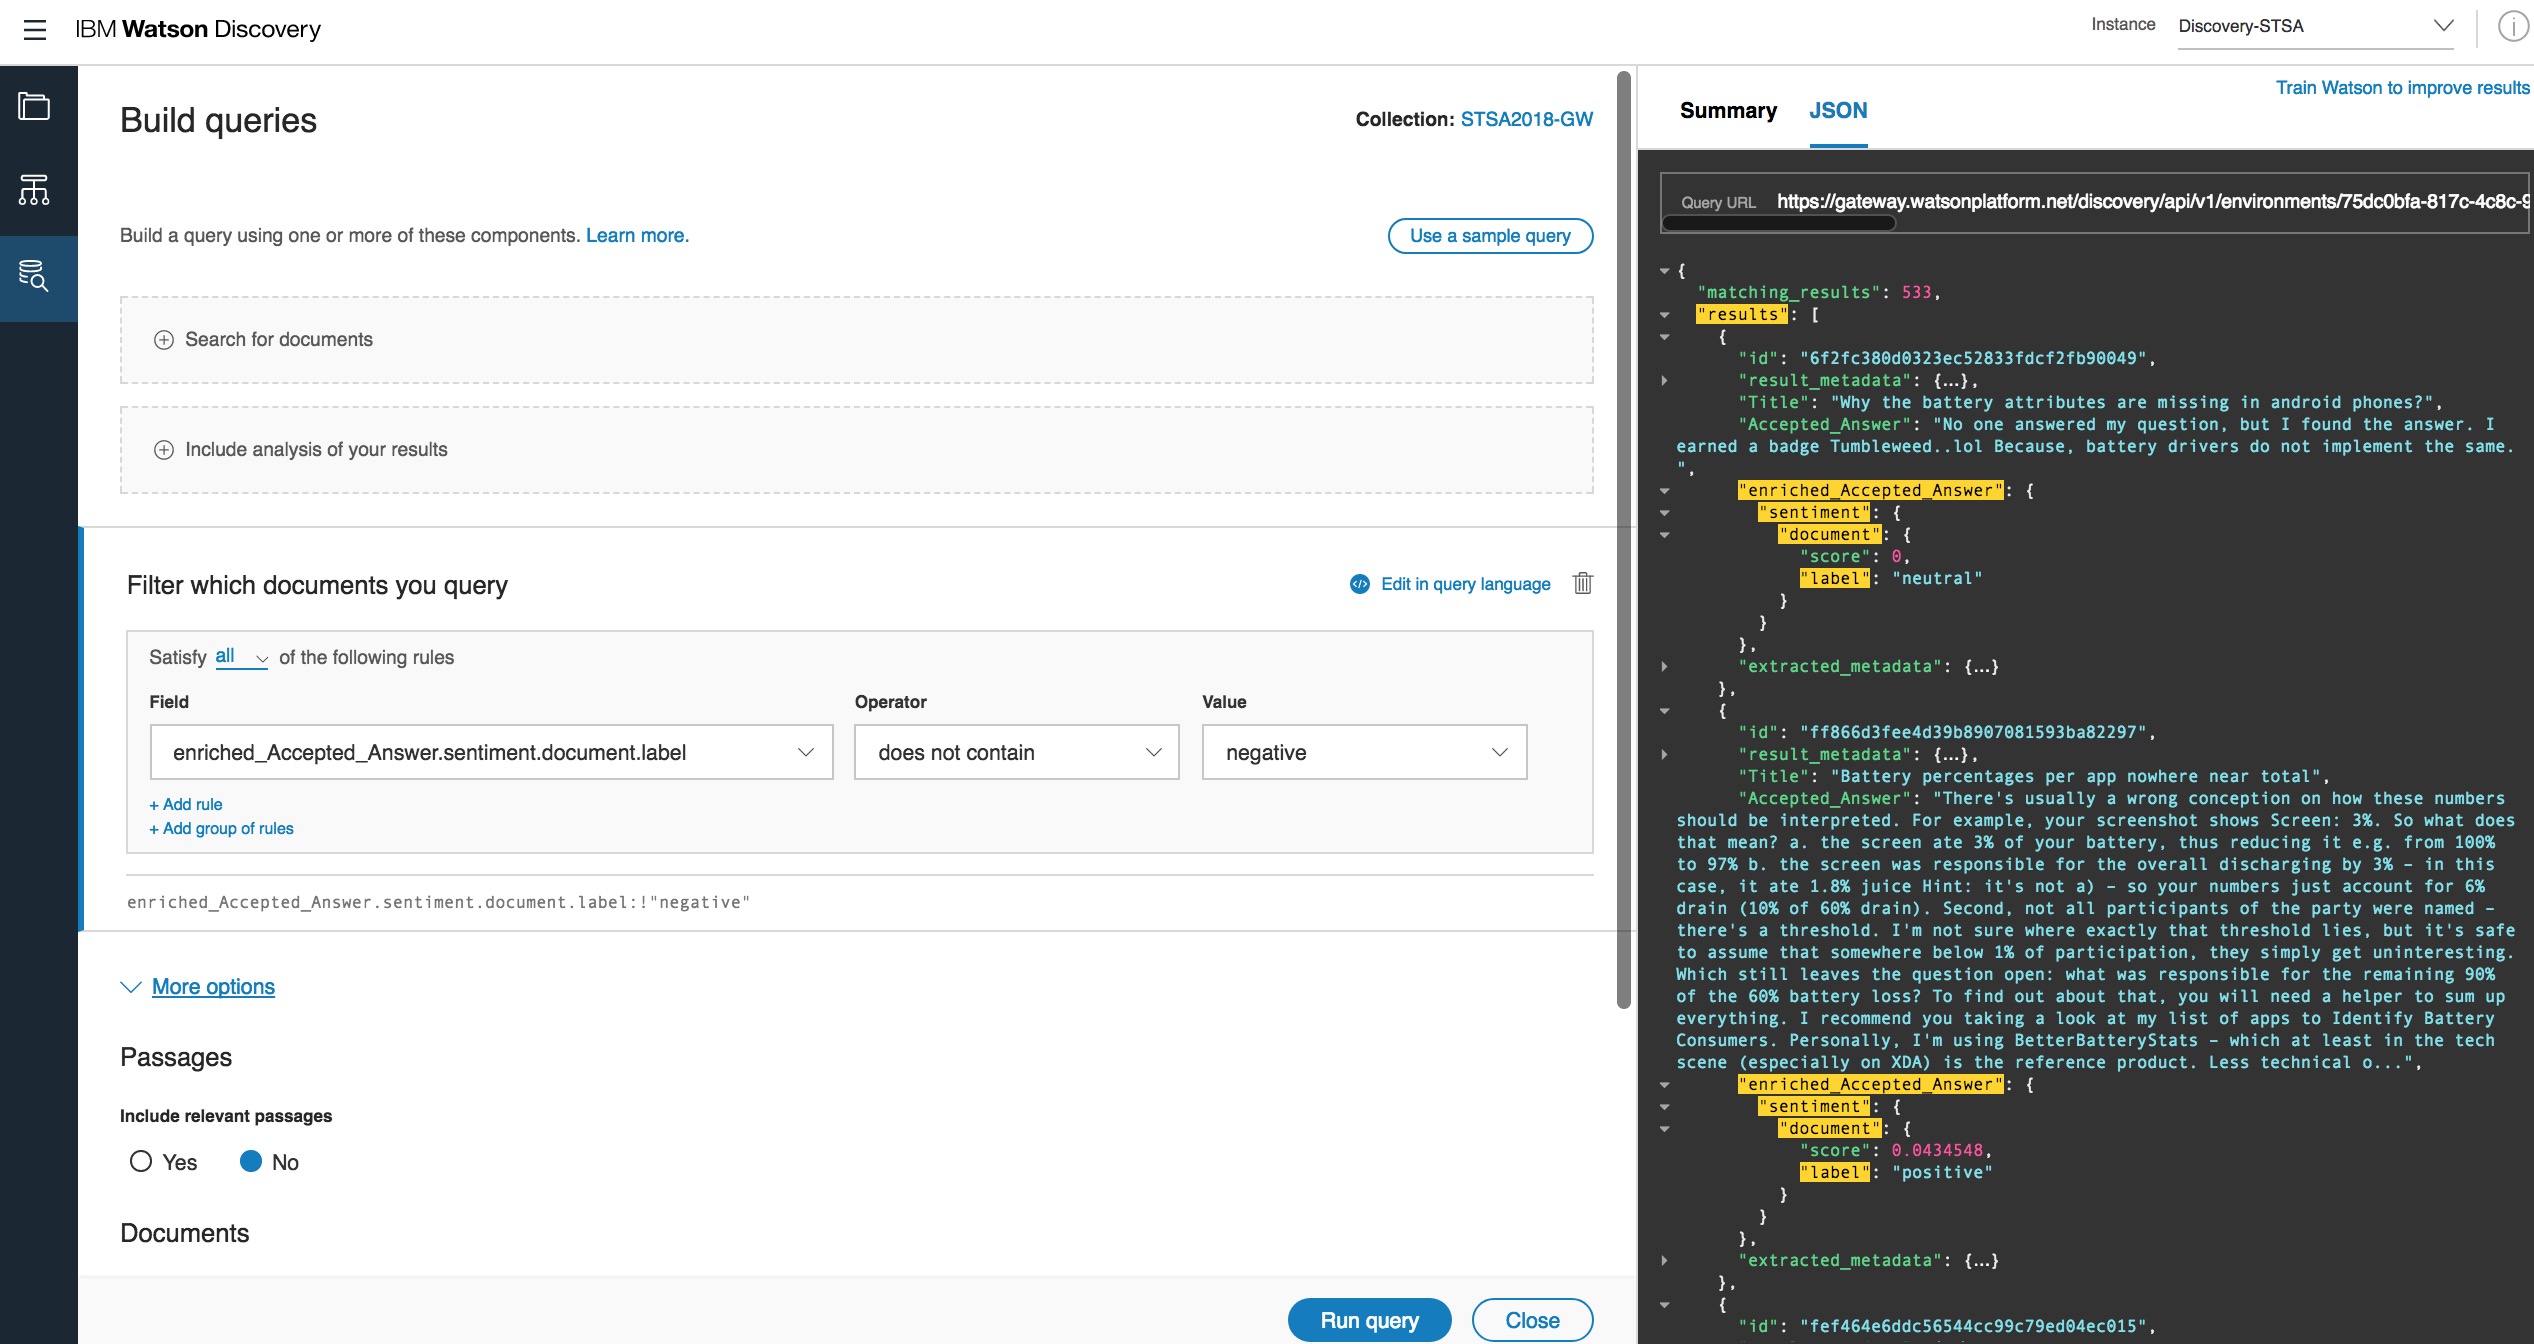 IBM Watson Discovery
Instance Discovery-STSA
Build queries
Collection: STSA2018-GW
Build a query using one or more of these components. Learn more.
Use a sample query
Search for documents
Include analysis of your results
Filter which documents you query
Edit in query language
Satisfy all of the following rules
Field Operator Value
enriched_Accepted_Answer.sentiment.document.label does not contain negative
+ Add rule
+ Add group of rules
enriched_Accepted_Answer.sentiment.document.label:!"negative"
More options
Passages
Include relevant passages
Yes No
Documents
Run query Close
Train Watson to improve results
Summary JSON
Query URL https://gateway.watsonplatform.net/discovery/api/v1/environments/75dc0bfa-817c-4c8c-9
{
"matching_results": 533,
"results": [
{
"id": "6f2fc380d0323ec52833fdcf2fb90049",
"result_metadata": {...},
"Title": "Why the battery attributes are missing in android phones?",
"Accepted_Answer": "No one answered my question, but I found the answer. I
earned a badge Tumbleweed..lol Because, battery drivers do not implement the same.
",
"enriched_Accepted_Answer": {
"sentiment": {
"document": {
"score": 0,
"label": "neutral"
}
}
},
"extracted_metadata": {...}
},
{
"id": "ff866d3fee4d39b8907081593ba82297",
"result_metadata": {...},
"Title": "Battery percentages per app nowhere near total",
"Accepted_Answer": "There's usually a wrong conception on how these numbers
should be interpreted. For example, your screenshot shows Screen: 3%. So what does
that mean? a. the screen ate 3% of your battery, thus reducing it e.g. from 100%
to 97% b. the screen was responsible for the overall discharging by 3% – in this
case, it ate 1.8% juice Hint: it's not a) – so your numbers just account for 6%
drain (10% of 60% drain). Second, not all participants of the party were named –
there's a threshold. I'm not sure where exactly that threshold lies, but it's safe
to assume that somewhere below 1% of participation, they simply get uninteresting.
Which still leaves the question open: what was responsible for the remaining 90%
of the 60% battery loss? To find out about that, you will need a helper to sum up
everything. I recommend you taking a look at my list of apps to Identify Battery
Consumers. Personally, I'm using BetterBatteryStats – which at least in the tech
scene (especially on XDA) is the reference product. Less technical o...",
"enriched_Accepted_Answer": {
"sentiment": {
"document": {
"score": 0.0434548,
"label": "positive"
}
}
},
"extracted_metadata": {...}
},
{
"id": "fef464e6ddc56544cc99c79ed04ec015",